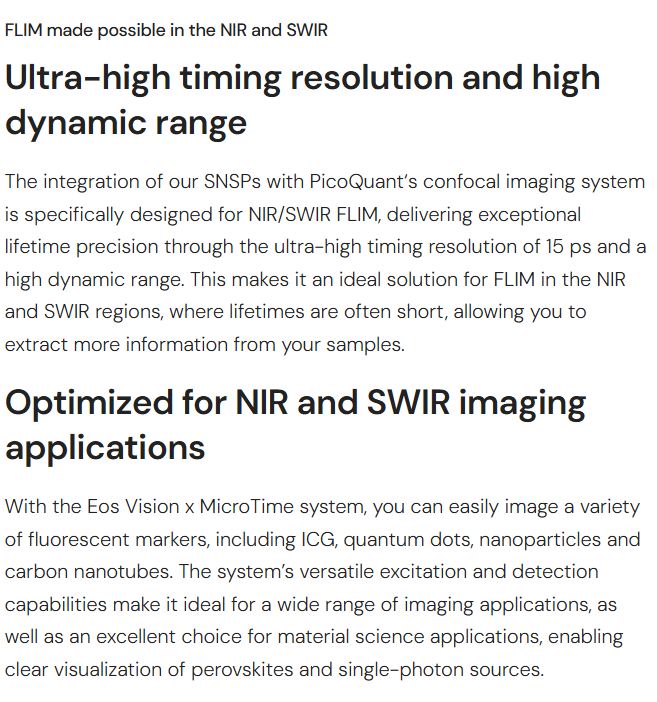 FLIM made possible in the NIR and SWIR
Ultra-high timing resolution and high
dynamic range
The integration of our SNSPs with PicoQuant's confocal imaging system
is specifically designed for NIR/SWIR FLIM, delivering exceptional
lifetime precision through the ultra-high timing resolution of 15 ps and a
high dynamic range. This makes it an ideal solution for FLIM in the NIR
and SWIR regions, where lifetimes are often short, allowing you to
extract more information from your samples.
Optimized for NIR and SWIR imaging
applications
With the Eos Vision x MicroTime system, you can easily image a variety
of fluorescent markers, including ICG, quantum dots, nanoparticles and
carbon nanotubes. The system's versatile excitation and detection
capabilities make it ideal for a wide range of imaging applications, as
well as an excellent choice for material science applications, enabling
clear visualization of perovskites and single-photon sources.